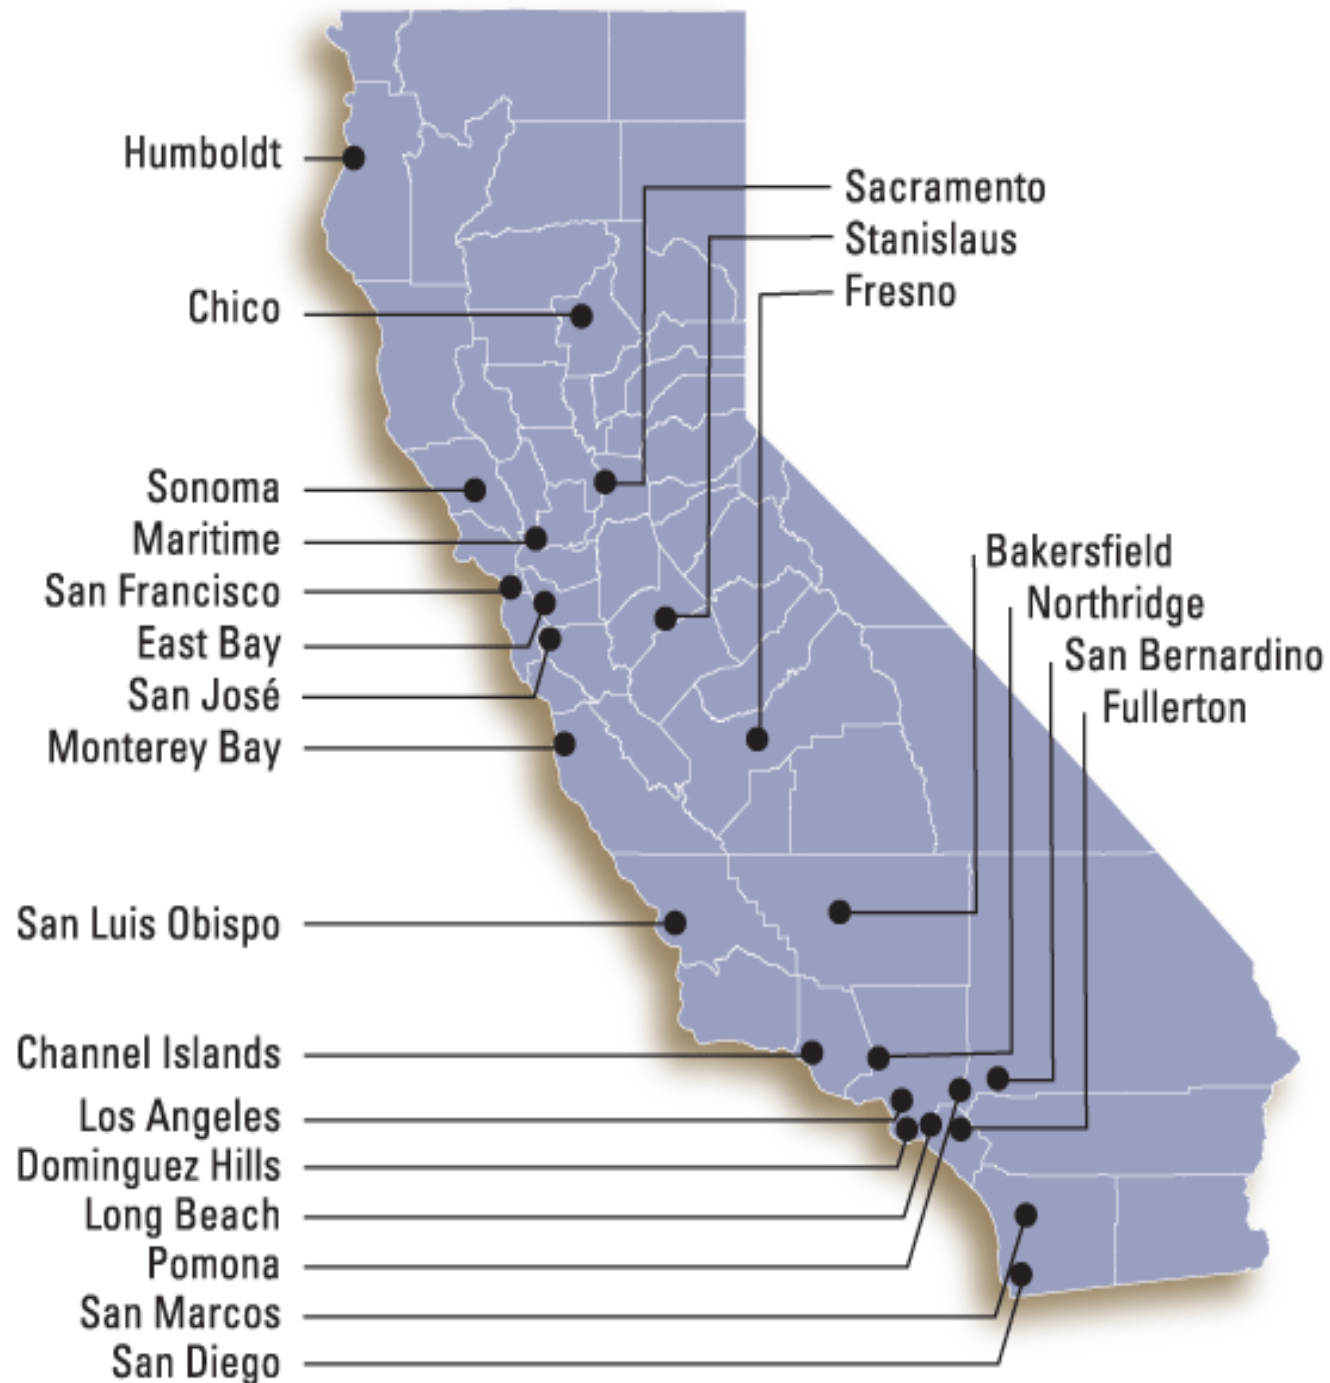 Humboldt
Chico
Sonoma
Maritime
San Francisco
East Bay
San José
Monterey Bay
San Luis Obispo
Channel Islands
Los Angeles
Dominguez Hills
Long Beach
Pomona
San Marcos
San Diego
Sacramento
Stanislaus
Fresno
Bakersfield
Northridge
San Bernardino
Fullerton